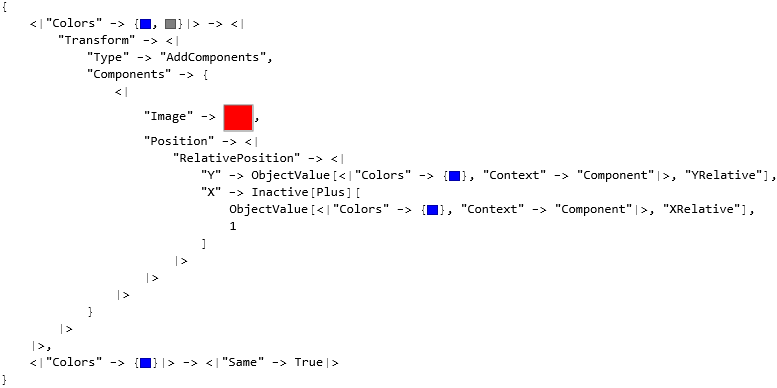 {
<|"Colors" -> {, }|> -> <|
"Transform" -> <|
"Type" -> "AddComponents",
"Components" -> {
<|
"Image" -> ,
"Position" -> <|
"RelativePosition" -> <|
"Y" -> ObjectValue[<|"Colors" -> {}, "Context" -> "Component"|>, "YRelative"],
"X" -> Inactive[Plus][
ObjectValue[<|"Colors" -> {}, "Context" -> "Component"|>, "XRelative"],
1
]
|>
|>
|>
}
|>
|>,
<|"Colors" -> {}|> -> <|"Same" -> True|>
}